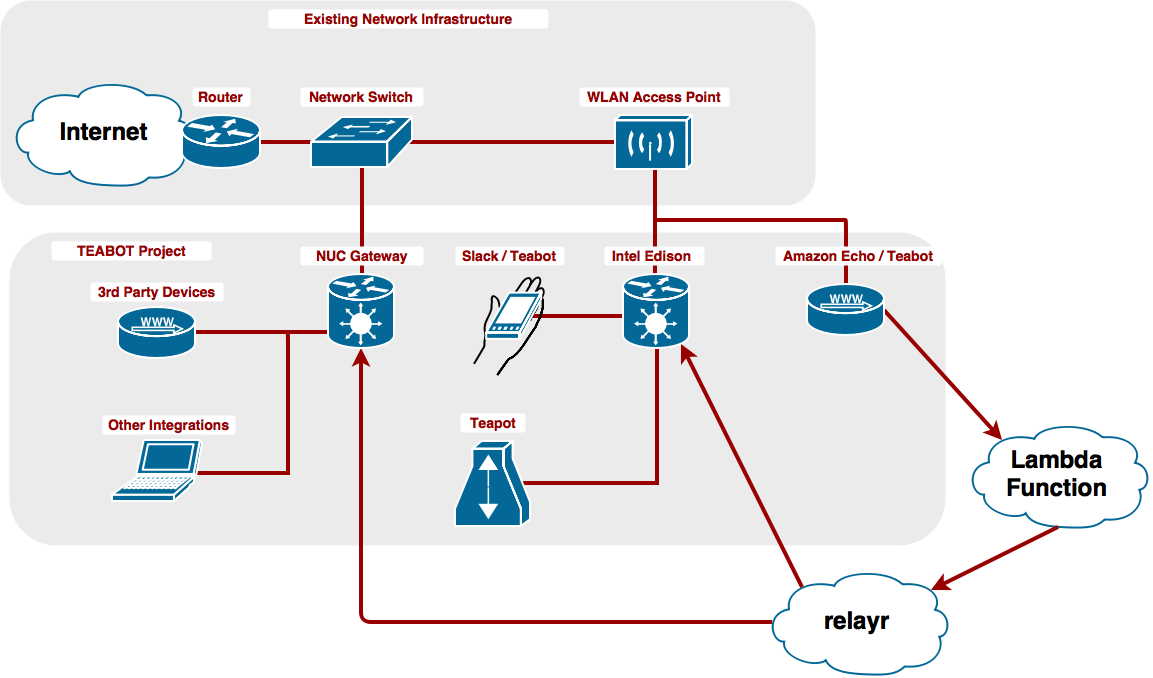 Existing Network Infrastructure
Router
Network Switch
WLAN Access Point
Internet
TEABOT Project
NUC Gateway
Slack / Teabot
Intel Edison
Amazon Echo / Teabot
3rd Party Devices
WWW
WWW
Other Integrations
Teapot
Lambda
Function
relayr